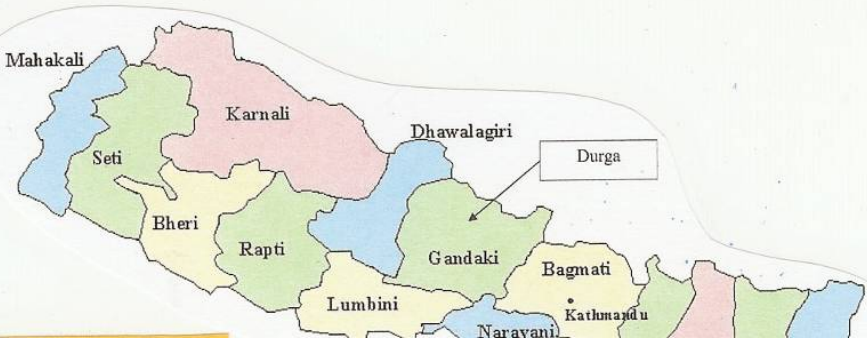 Mahakali
Karnali
Dhawalagiri
Durga
Seti
Bheri
Rapti
Gandaki
Bagmati
Lumbini
Kathmandu
Narayani